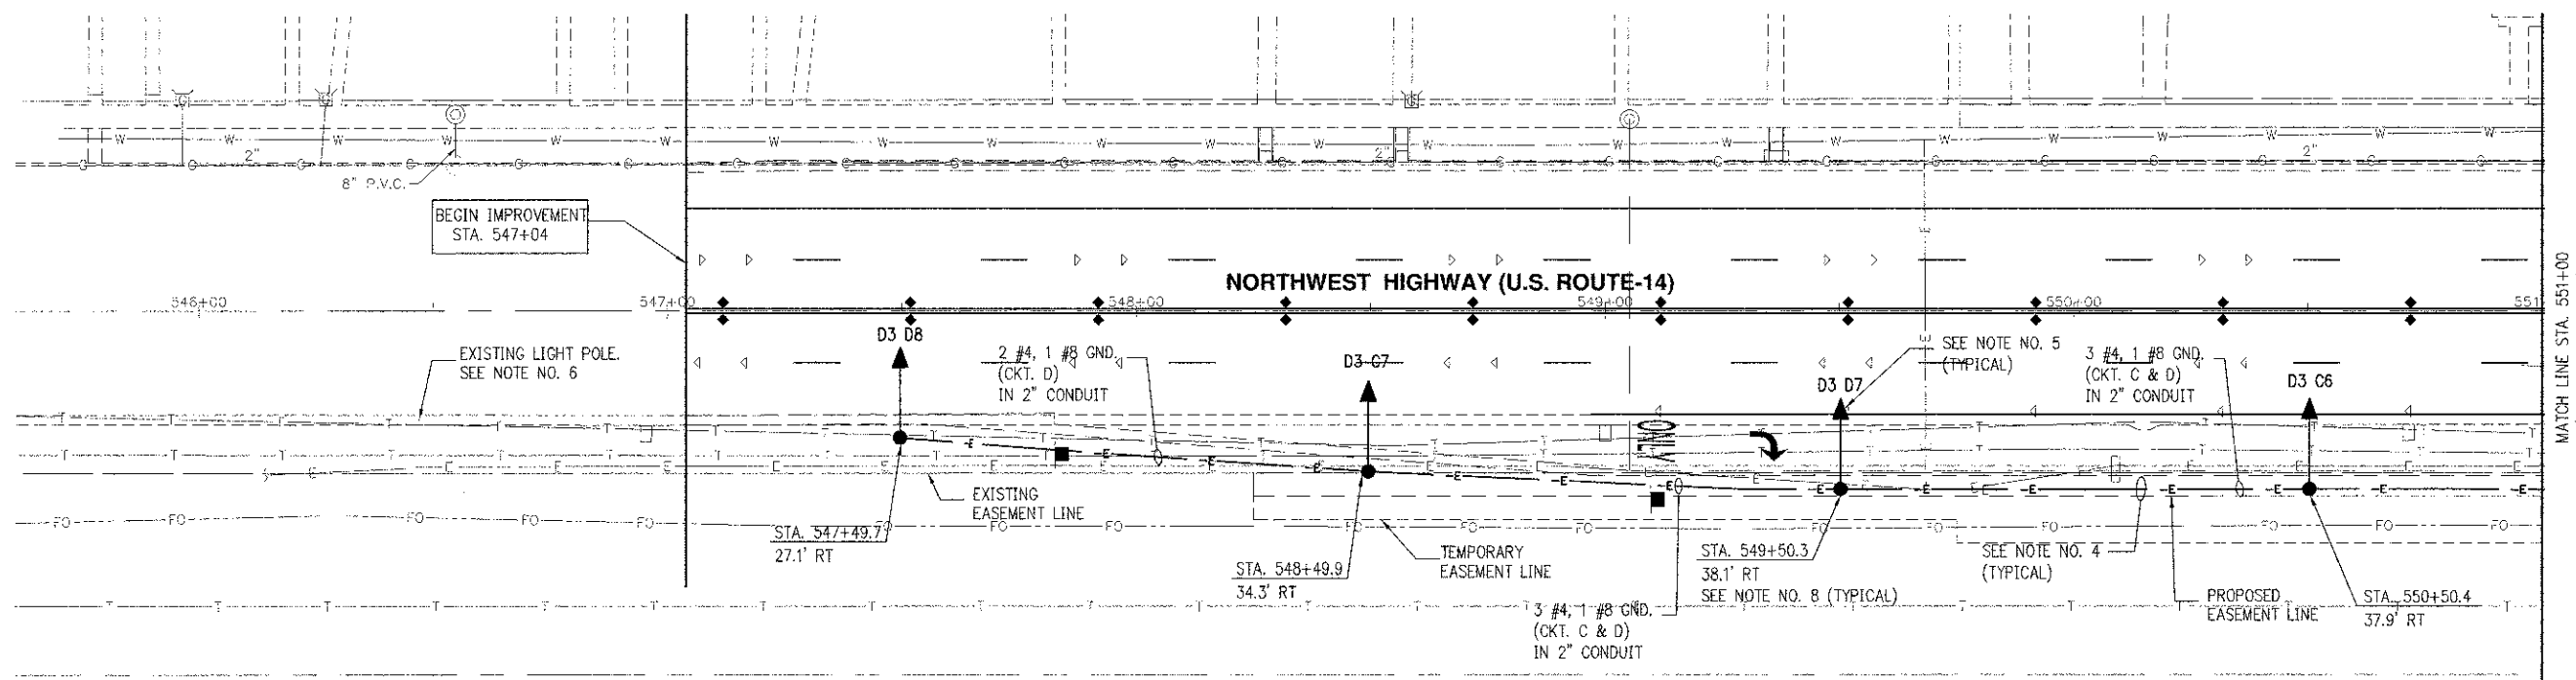 W W W W W W W W W W W W W W W W
2" 2" 2"
8" P.V.C.
BEGIN IMPROVEMENT
STA. 547+04
NORTHWEST HIGHWAY (U.S. ROUTE-14)
546+00 547+00 548+00 549+00 550+00 551
MATCH LINE STA. 551+00
EXISTING LIGHT POLE.
SEE NOTE NO. 6
D3 D8
2 #4, 1 #8 GND.
(CKT. D)
IN 2" CONDUIT
D3 C7
D3 D7
SEE NOTE NO. 5
(TYPICAL)
3 #4, 1 #8 GND.
(CKT. C & D)
IN 2" CONDUIT
D3 C6
ONLY
EXISTING
EASEMENT LINE
STA. 547+49.7
27.1' RT
STA. 548+49.9
34.3' RT
TEMPORARY
EASEMENT LINE
3 #4, 1 #8 GND.
(CKT. C & D)
IN 2" CONDUIT
STA. 549+50.3
38.1' RT
SEE NOTE NO. 8 (TYPICAL)
SEE NOTE NO. 4
(TYPICAL)
PROPOSED
EASEMENT LINE
STA. 550+50.4
37.9' RT